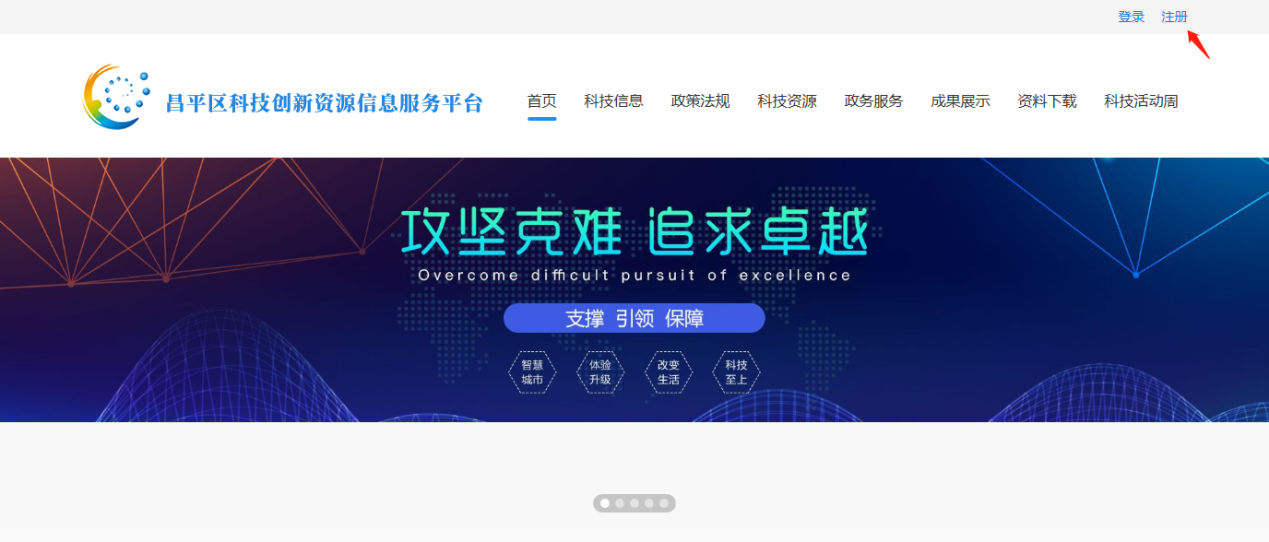 登录 注册
昌平区科技创新资源信息服务平台
首页 科技信息 政策法规 科技资源 政务服务 成果展示 资料下载 科技活动周
攻坚克难 追求卓越
Overcome difficult pursuit of excellence
支撑 引领 保障
智慧 体验 改变 科技
城市 升级 生活 至上